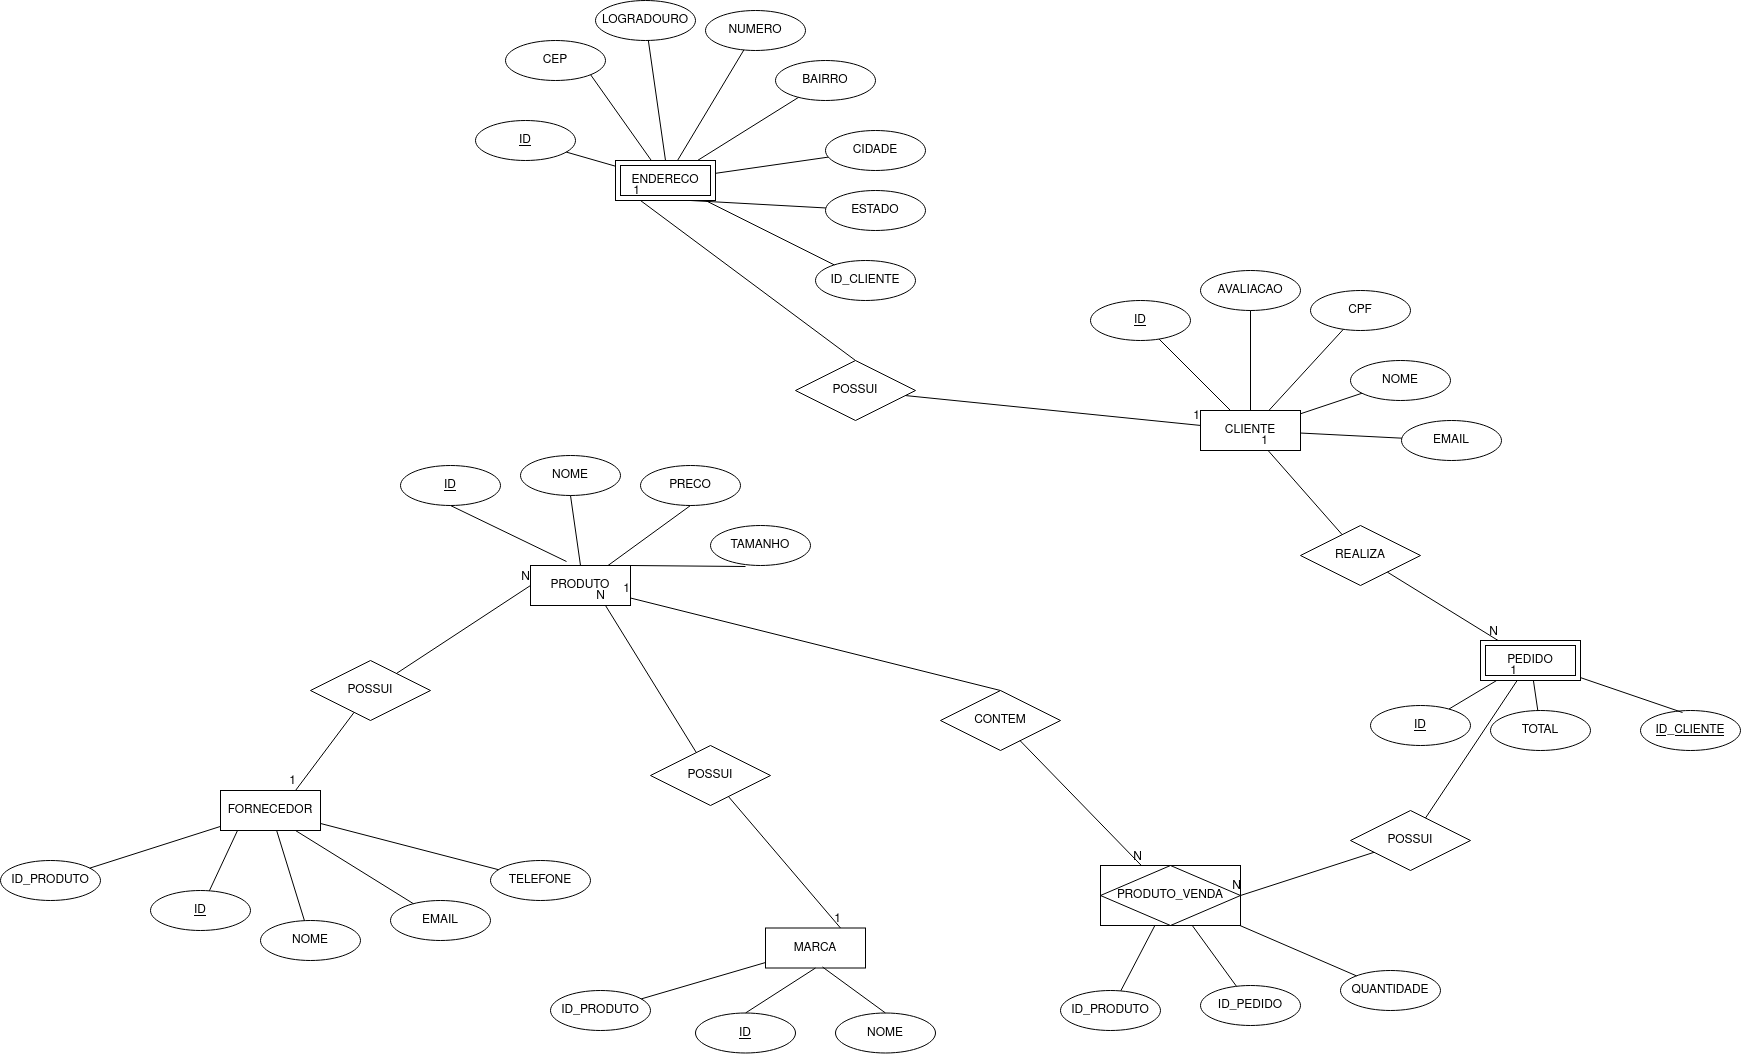 LOGRADOURO
NUMERO
CEP
BAIRRO
ID
CIDADE
ENDERECO
1
ESTADO
ID_CLIENTE
AVALIACAO
CPF
ID
NOME
POSSUI
1
CLIENTE
1
EMAIL
ID
NOME
PRECO
TAMANHO
REALIZA
N
PRODUTO
1
N
N
PEDIDO
1
POSSUI
CONTEM
ID
TOTAL
ID_CLIENTE
POSSUI
1
FORNECEDOR
POSSUI
N
ID_PRODUTO
TELEFONE
N
PRODUTO_VENDA
ID
EMAIL
1
NOME
MARCA
QUANTIDADE
ID_PRODUTO
ID
NOME
ID_PRODUTO
ID_PEDIDO